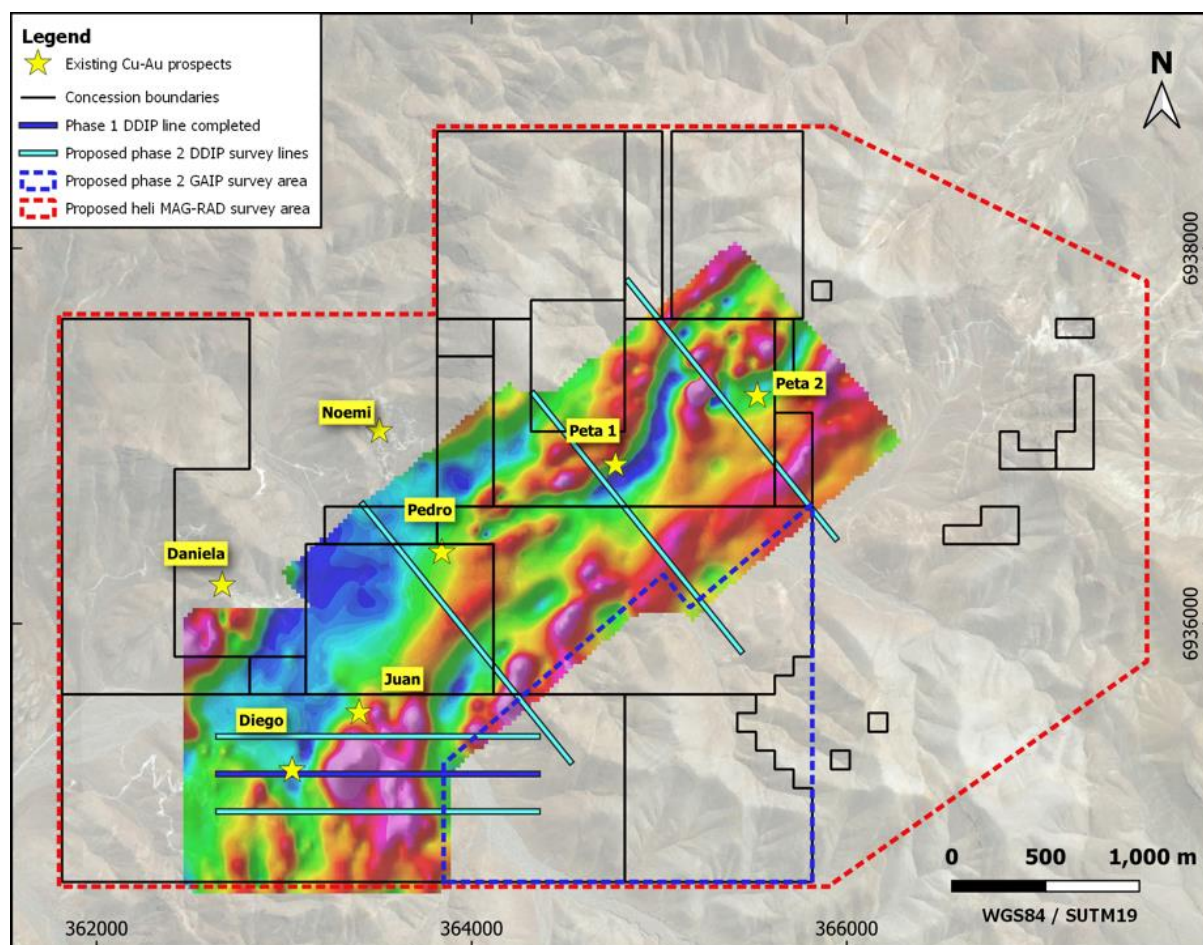 Legend
Existing Cu-Au prospects
Concession boundaries
Phase 1 DDIP line completed
Proposed phase 2 DDIP survey lines
Proposed phase 2 GAIP survey area
Proposed heli MAG-RAD survey area
N
6938000
Peta 2
Noemi
Peta 1
Pedro
Daniela
6936000
Juan
Diego
0 500 1,000 m
WGS84 / SUTM19
362000 364000 366000